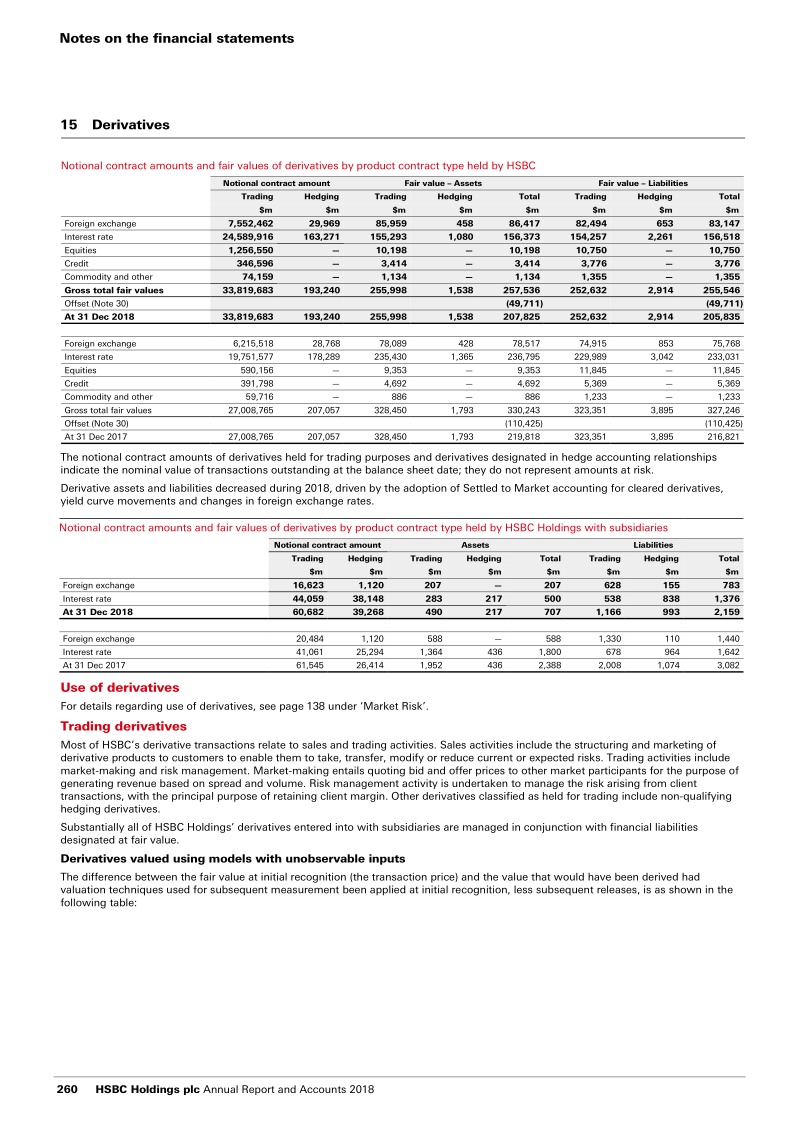 Notes on the financial statements
15 Derivatives
Notional contract amounts and fair values of derivatives by product contract type held by HSBC
Notional contract amount Fair value – Assets Fair value – Liabilities
Trading Hedging Trading Hedging Total Trading Hedging Total
$m $m $m $m $m $m $m $m
Foreign exchange 7,552,462 29,969 85,959 458 86,417 82,494 653 83,147
Interest rate 24,589,916 163,271 155,293 1,080 156,373 154,257 2,261 156,518
Equities 1,256,550 — 10,198 — 10,198 10,750 — 10,750
Credit 346,596 — 3,414 — 3,414 3,776 — 3,776
Commodity and other 74,159 — 1,134 — 1,134 1,355 — 1,355
Gross total fair values 33,819,683 193,240 255,998 1,538 257,536 252,632 2,914 255,546
Offset (Note 30) (49,711) (49,711)
At 31 Dec 2018 33,819,683 193,240 255,998 1,538 207,825 252,632 2,914 205,835
Foreign exchange 6,215,518 28,768 78,089 428 78,517 74,915 853 75,768
Interest rate 19,751,577 178,289 235,430 1,365 236,795 229,989 3,042 233,031
Equities 590,156 — 9,353 — 9,353 11,845 — 11,845
Credit 391,798 — 4,692 — 4,692 5,369 — 5,369
Commodity and other 59,716 — 886 — 886 1,233 — 1,233
Gross total fair values 27,008,765 207,057 328,450 1,793 330,243 323,351 3,895 327,246
Offset (Note 30) (110,425) (110,425)
At 31 Dec 2017 27,008,765 207,057 328,450 1,793 219,818 323,351 3,895 216,821
The notional contract amounts of derivatives held for trading purposes and derivatives designated in hedge accounting relationships
indicate the nominal value of transactions outstanding at the balance sheet date; they do not represent amounts at risk.
Derivative assets and liabilities decreased during 2018, driven by the adoption of Settled to Market accounting for cleared derivatives,
yield curve movements and changes in foreign exchange rates.
Notional contract amounts and fair values of derivatives by product contract type held by HSBC Holdings with subsidiaries
Notional contract amount Assets Liabilities
Trading Hedging Trading Hedging Total Trading Hedging Total
$m $m $m $m $m $m $m $m
Foreign exchange 16,623 1,120 207 — 207 628 155 783
Interest rate 44,059 38,148 283 217 500 538 838 1,376
At 31 Dec 2018 60,682 39,268 490 217 707 1,166 993 2,159
Foreign exchange 20,484 1,120 588 — 588 1,330 110 1,440
Interest rate 41,061 25,294 1,364 436 1,800 678 964 1,642
At 31 Dec 2017 61,545 26,414 1,952 436 2,388 2,008 1,074 3,082
Use of derivatives
For details regarding use of derivatives, see page 138 under ‘Market Risk’.
Trading derivatives
Most of HSBC’s derivative transactions relate to sales and trading activities. Sales activities include the structuring and marketing of
derivative products to customers to enable them to take, transfer, modify or reduce current or expected risks. Trading activities include
market-making and risk management. Market-making entails quoting bid and offer prices to other market participants for the purpose of
generating revenue based on spread and volume. Risk management activity is undertaken to manage the risk arising from client
transactions, with the principal purpose of retaining client margin. Other derivatives classified as held for trading include non-qualifying
hedging derivatives.
Substantially all of HSBC Holdings’ derivatives entered into with subsidiaries are managed in conjunction with financial liabilities
designated at fair value.
Derivatives valued using models with unobservable inputs
The difference between the fair value at initial recognition (the transaction price) and the value that would have been derived had
valuation techniques used for subsequent measurement been applied at initial recognition, less subsequent releases, is as shown in the
following table:
260 HSBC Holdings plc Annual Report and Accounts 2018